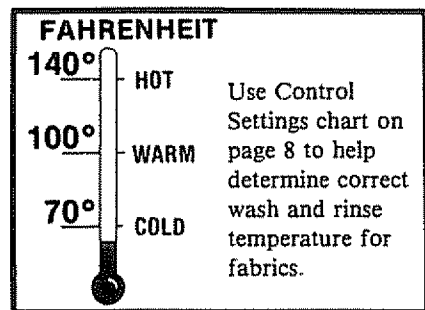 FAHRENHEIT
140° HOT
100° WARM
70° COLD
Use Control
Settings chart on
page 8 to help
determine correct
wash and rinse
temperature for
fabrics.